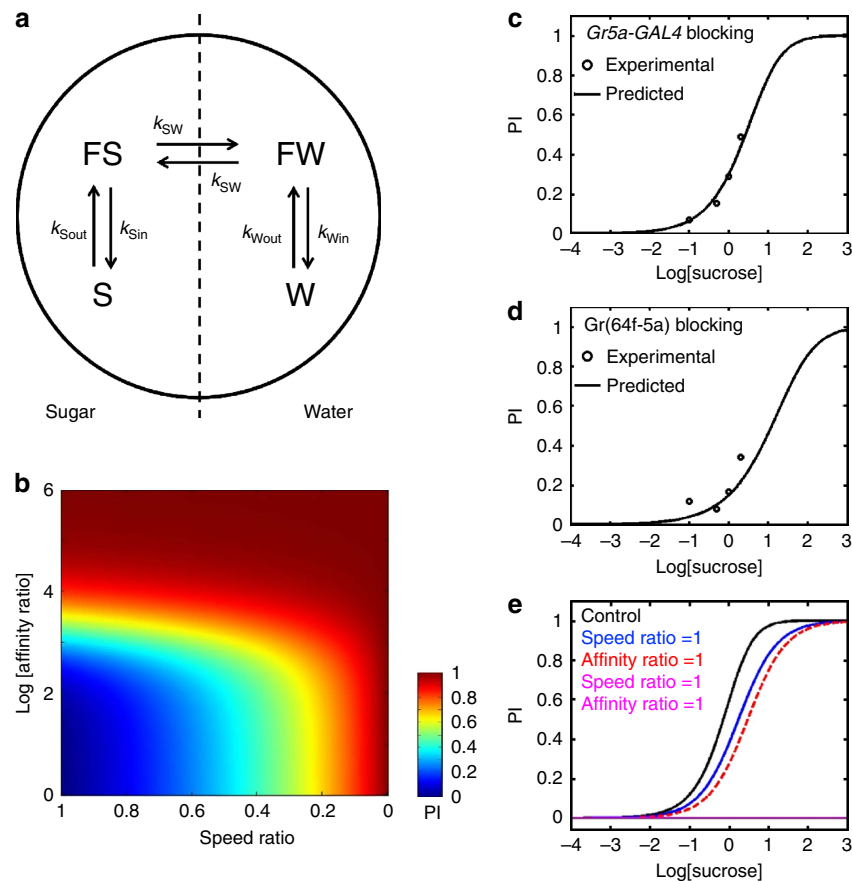 a
k_SW
FS
FW
k_SW
k_Sout
k_Sin
k_Wout
k_Win
S
W
Sugar
Water
b
6
4
2
0
Log [affinity ratio]
1
0.8
0.6
0.4
0.2
0
Speed ratio
1
0.8
0.6
0.4
0.2
0
PI
c
Gr5a-GAL4 blocking
Experimental
Predicted
1
0.8
0.6
0.4
0.2
0
PI
–4 –3 –2 –1 0 1 2 3
Log[sucrose]
d
Gr(64f-5a) blocking
Experimental
Predicted
1
0.8
0.6
0.4
0.2
0
PI
–4 –3 –2 –1 0 1 2 3
Log[sucrose]
e
Control
Speed ratio =1
Affinity ratio =1
Speed ratio =1
Affinity ratio =1
1
0.8
0.6
0.4
0.2
0
PI
–4 –3 –2 –1 0 1 2 3
Log[sucrose]